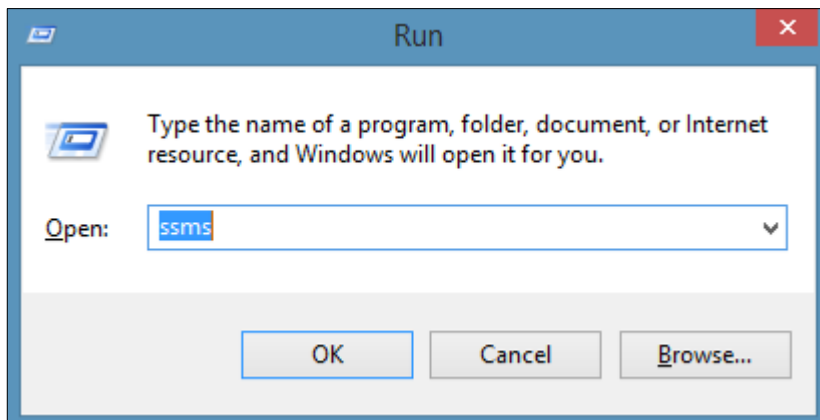 Run
Type the name of a program, folder, document, or Internet
resource, and Windows will open it for you.
Open: ssms
OK Cancel Browse...